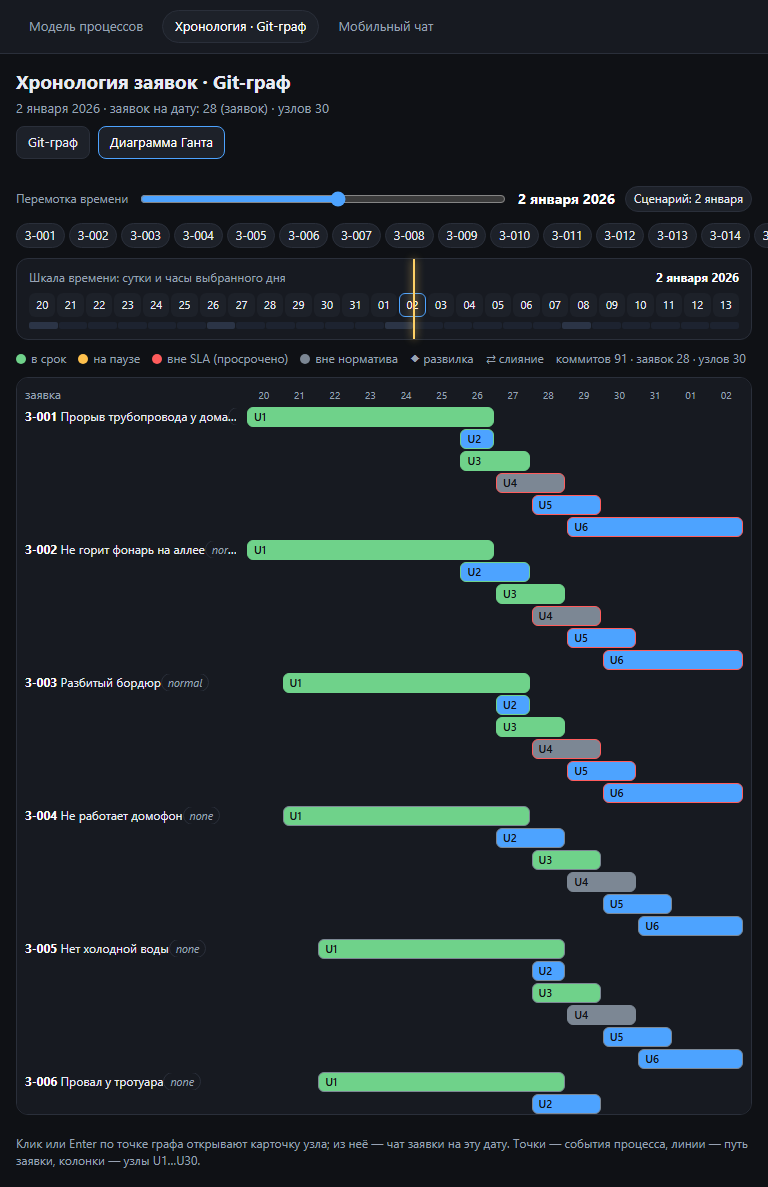 Модель процессов Хронология · Git-граф Мобильный чат
Хронология заявок · Git-граф
2 января 2026 · заявок на дату: 28 (заявок) · узлов 30
Git-граф Диаграмма Ганта
Перемотка времени 2 января 2026 Сценарий: 2 января
З-001 З-002 З-003 З-004 З-005 З-006 З-007 З-008 З-009 З-010 З-011 З-012 З-013 З-014
Шкала времени: сутки и часы выбранного дня 2 января 2026
20 21 22 23 24 25 26 27 28 29 30 31 01 02 03 04 05 06 07 08 09 10 11 12 13
в срок на паузе вне SLA (просрочено) вне норматива ◆ развилка ⇄ слияние коммитов 91 · заявок 28 · узлов 30
заявка 20 21 22 23 24 25 26 27 28 29 30 31 01 02
З-001 Прорыв трубопровода у дома... U1
U2
U3
U4
U5
U6
З-002 Не горит фонарь на аллее nor... U1
U2
U3
U4
U5
U6
З-003 Разбитый бордюр normal U1
U2
U3
U4
U5
U6
З-004 Не работает домофон none U1
U2
U3
U4
U5
U6
З-005 Нет холодной воды none U1
U2
U3
U4
U5
U6
З-006 Провал у тротуара none U1
U2
Клик или Enter по точке графа открывают карточку узла; из неё — чат заявки на эту дату. Точки — события процесса, линии — путь
заявки, колонки — узлы U1…U30.